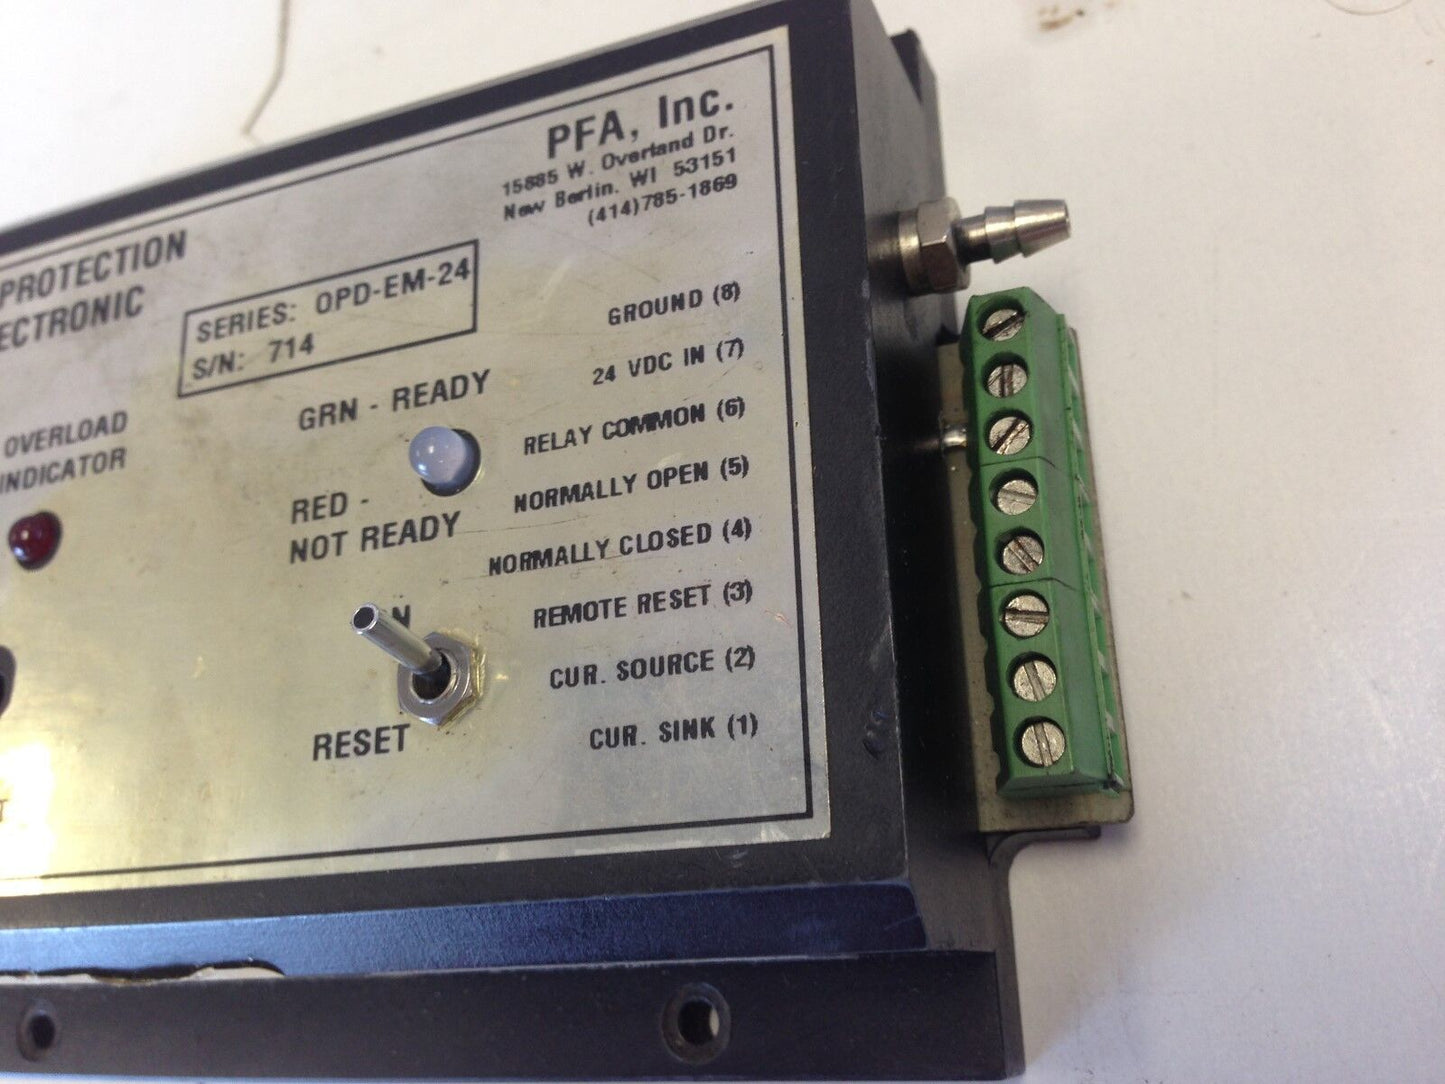 PFA, Inc.
15885 W. Overland Dr.
New Berlin, WI 53151
(414)785-1869
PROTECTION
ECTRONIC
SERIES: OPD-EM-24
S/N: 714
OVERLOAD
INDICATOR
GRN - READY
RED -
NOT READY
N
RESET
GROUND (8)
24 VDC IN (7)
RELAY COMMON (6)
NORMALLY OPEN (5)
NORMALLY CLOSED (4)
REMOTE RESET (3)
CUR. SOURCE (2)
CUR. SINK (1)